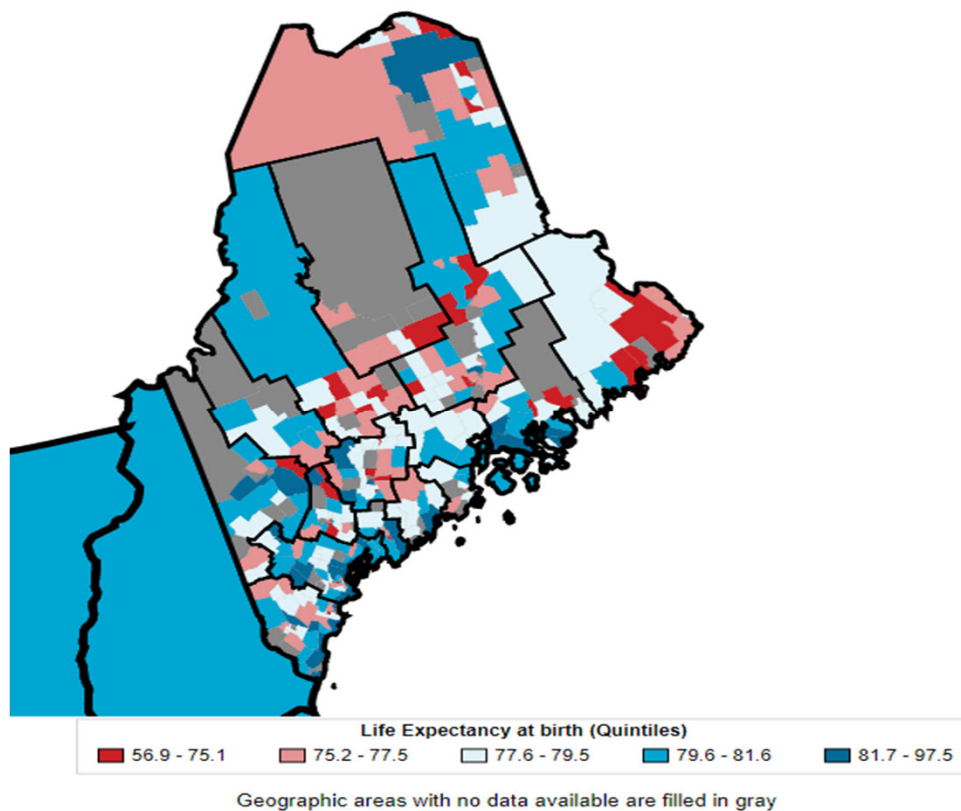 Life Expectancy at birth (Quintiles)
56.9 - 75.1 75.2 - 77.5 77.6 - 79.5 79.6 - 81.6 81.7 - 97.5
Geographic areas with no data available are filled in gray